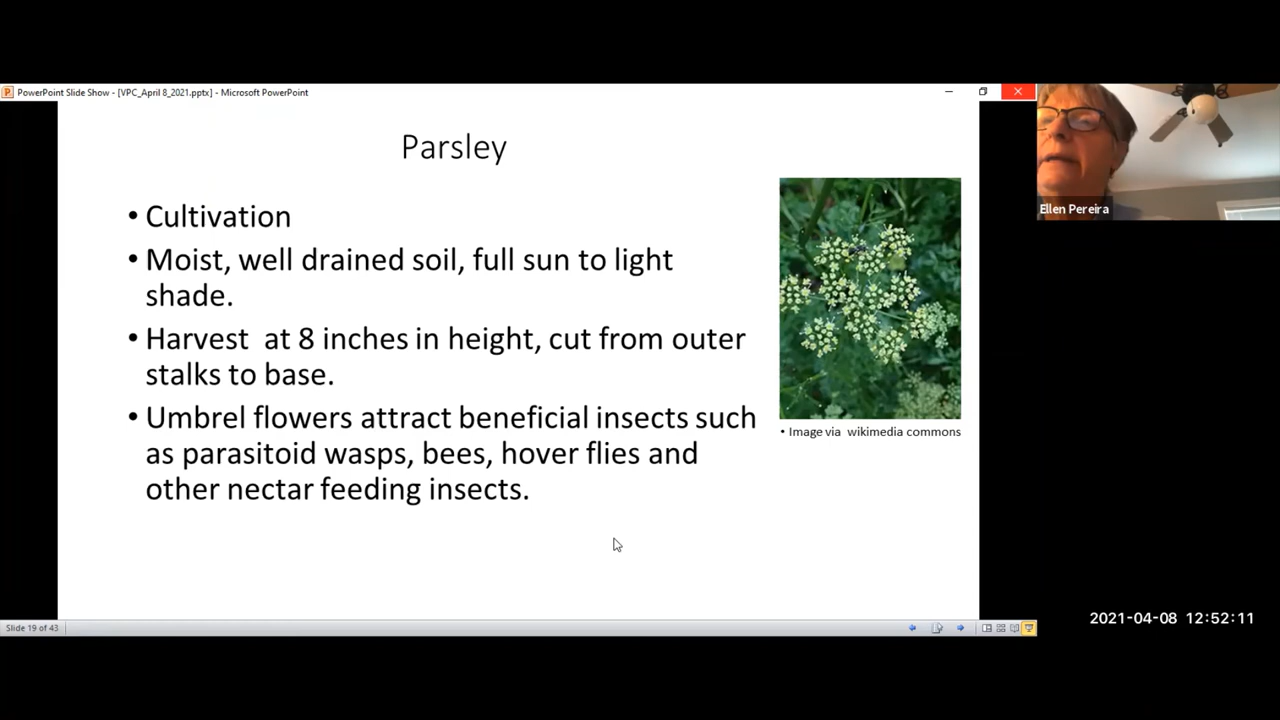 PowerPoint Slide Show - [VPC_April 8_2021.pptx] - Microsoft PowerPoint
Parsley
• Cultivation
• Moist, well drained soil, full sun to light
shade.
• Harvest  at 8 inches in height, cut from outer
stalks to base.
• Umbrel flowers attract beneficial insects such
as parasitoid wasps, bees, hover flies and
other nectar feeding insects.
• Image via  wikimedia commons
Ellen Pereira
Slide 19 of 43
2021-04-08 12:52:11